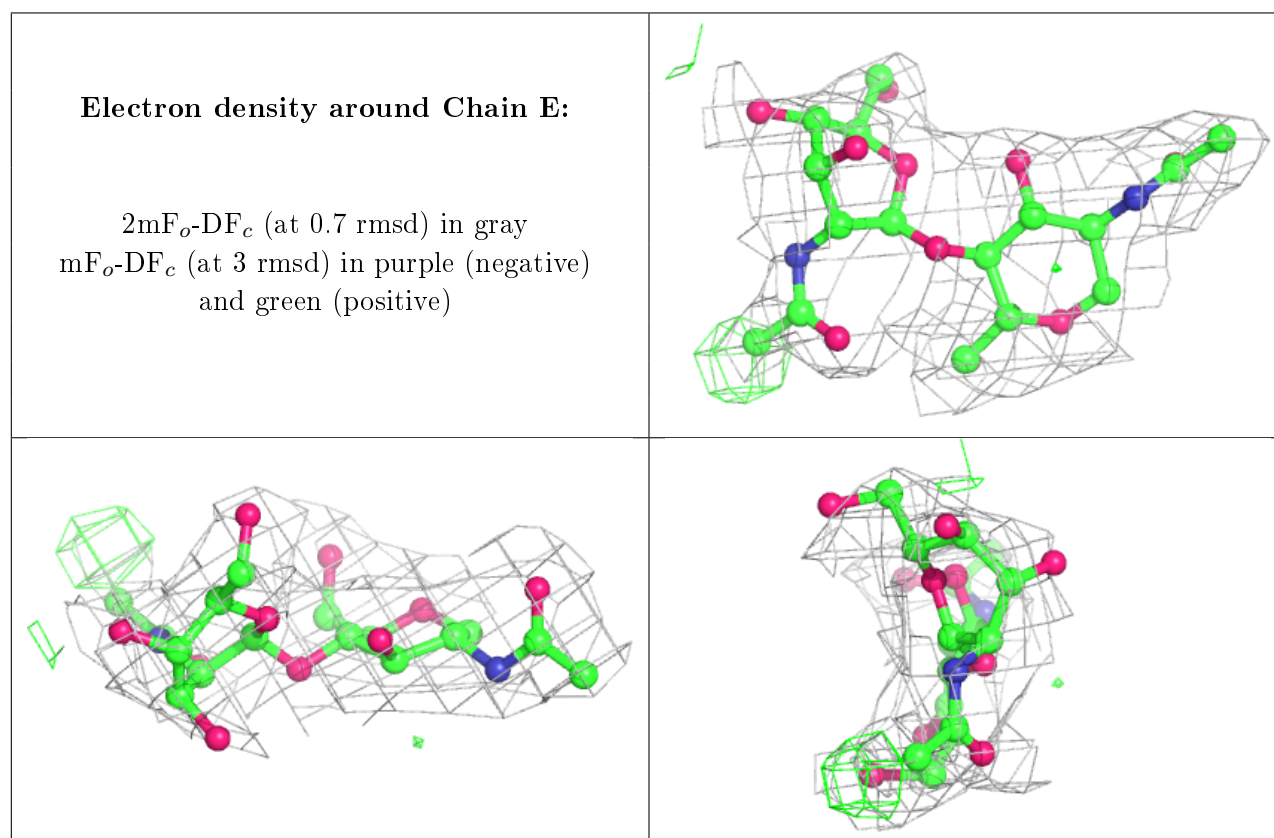 Electron density around Chain E:
2mFo-DFc (at 0.7 rmsd) in gray
mFo-DFc (at 3 rmsd) in purple (negative)
and green (positive)